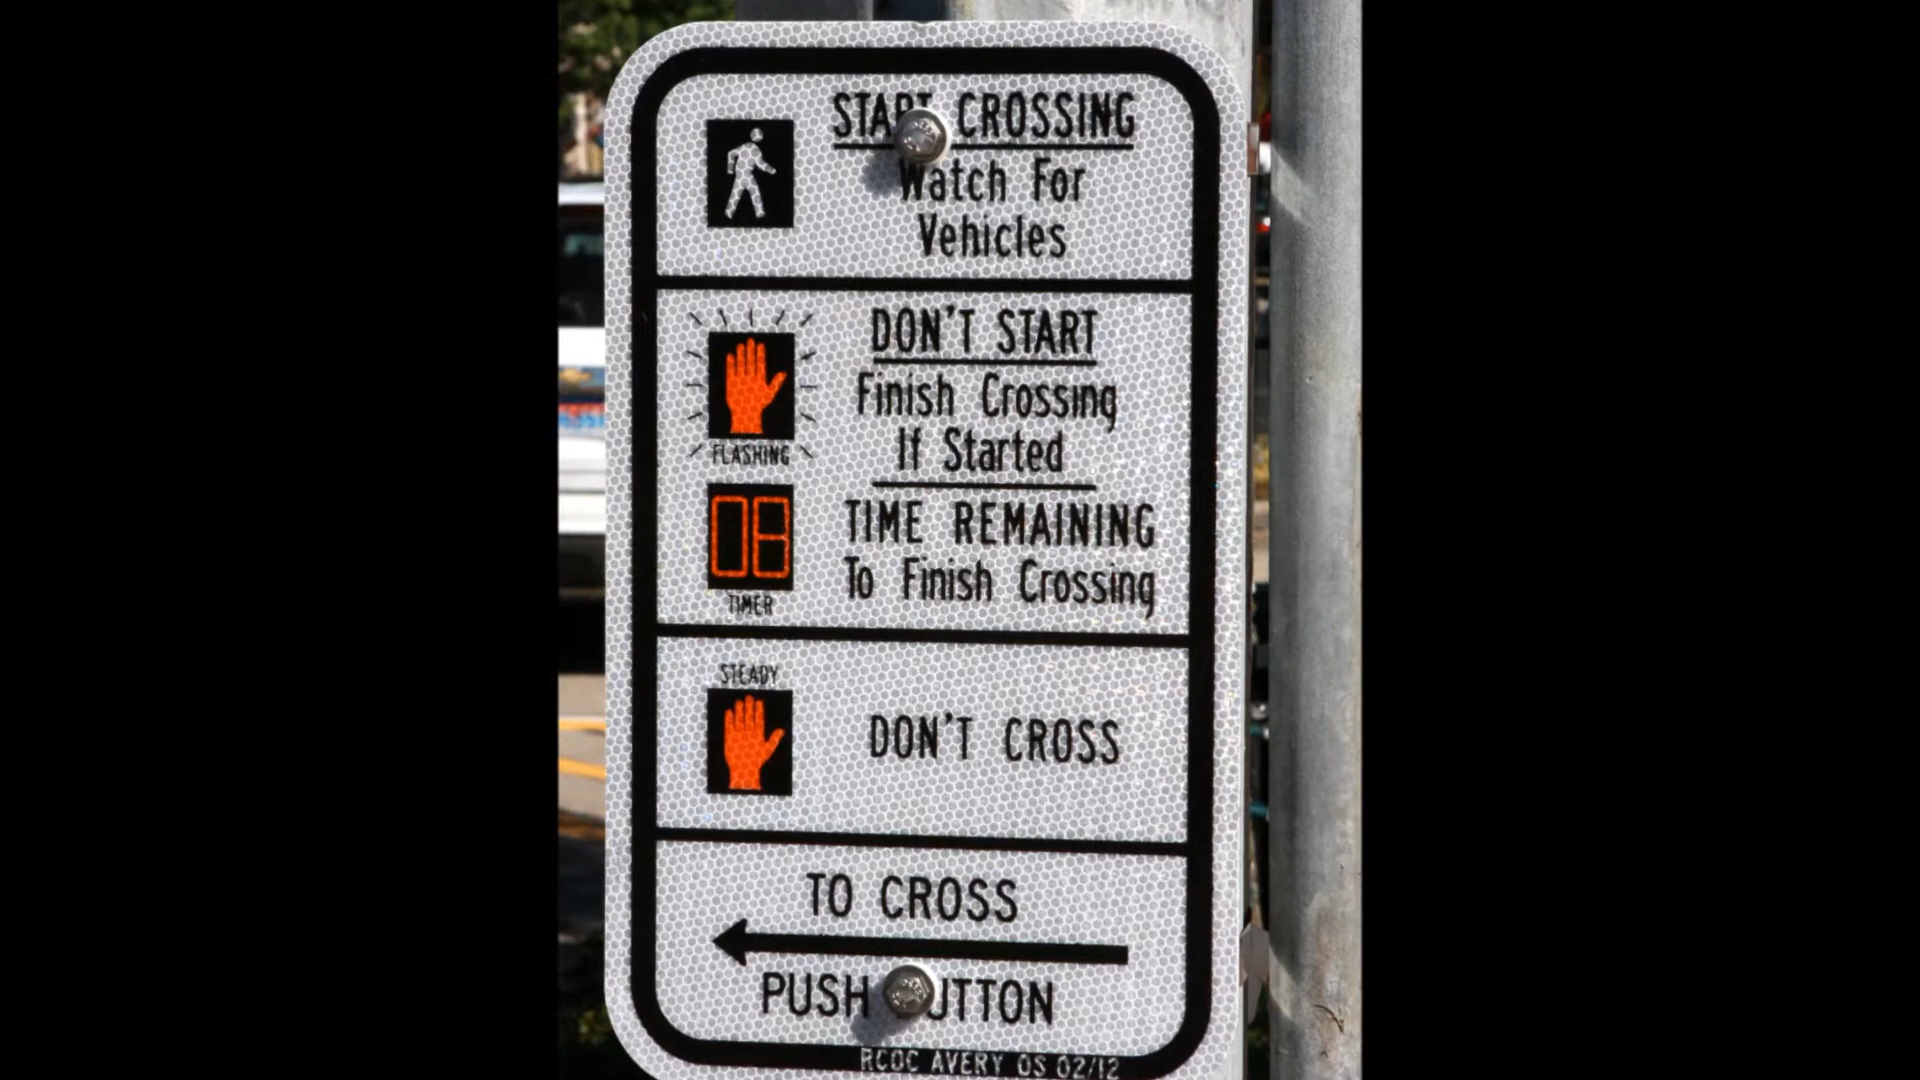 START CROSSING
Watch For
Vehicles
DON'T START
Finish Crossing
If Started
FLASHING
08
TIME REMAINING
To Finish Crossing
TIMER
STEADY
DON'T CROSS
TO CROSS
PUSH BUTTON
RCOC AVERY OS 02/12